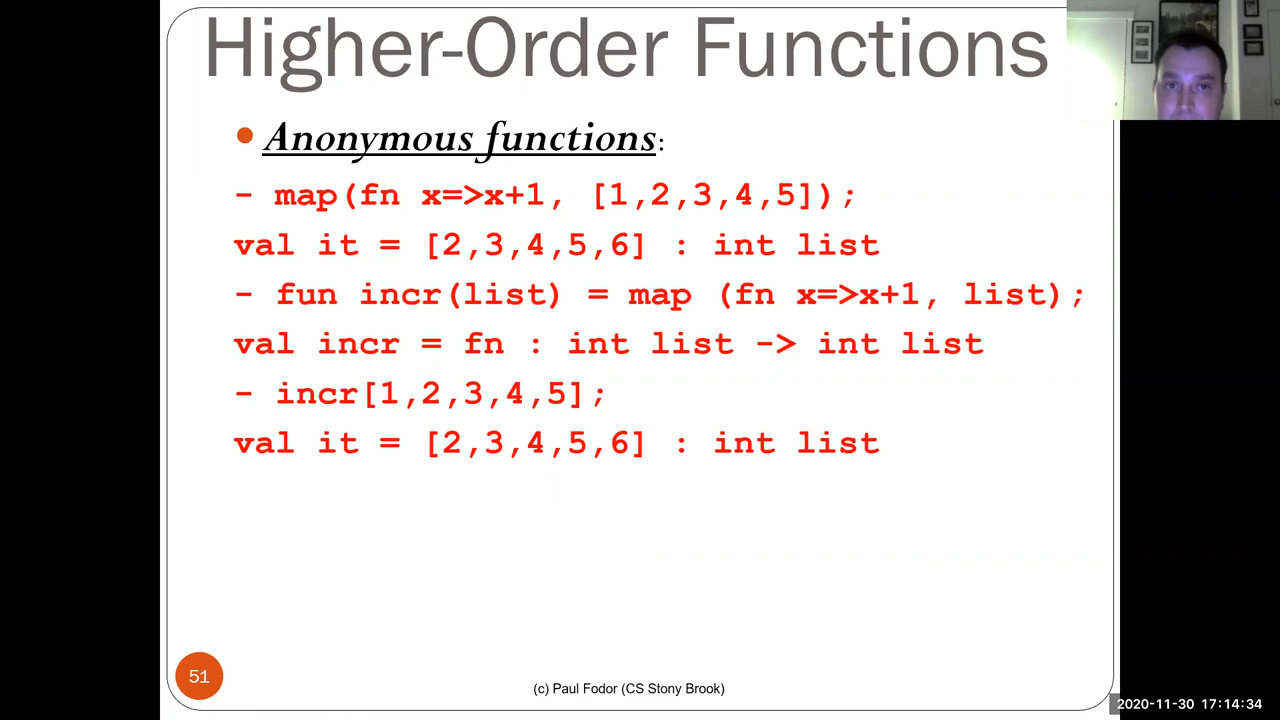 Higher-Order Functions
Anonymous functions:
- map(fn x=>x+1, [1,2,3,4,5]);
val it = [2,3,4,5,6] : int list
- fun incr(list) = map (fn x=>x+1, list);
val incr = fn : int list -> int list
- incr[1,2,3,4,5];
val it = [2,3,4,5,6] : int list
51
(c) Paul Fodor (CS Stony Brook)
2020-11-30 17:14:34